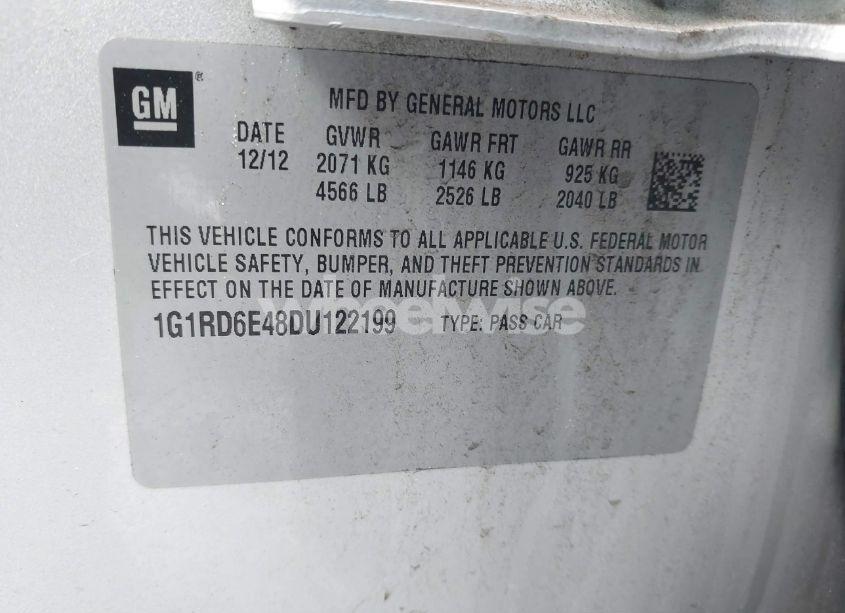 GM ®
MFD BY GENERAL MOTORS LLC
DATE GVWR GAWR FRT GAWR RR
12/12 2071 KG 1146 KG 925 KG
4566 LB 2526 LB 2040 LB
THIS VEHICLE CONFORMS TO ALL APPLICABLE U.S. FEDERAL MOTOR
VEHICLE SAFETY, BUMPER, AND THEFT PREVENTION STANDARDS IN
EFFECT ON THE DATE OF MANUFACTURE SHOWN ABOVE.
1G1RD6E48DU122199 TYPE: PASS CAR